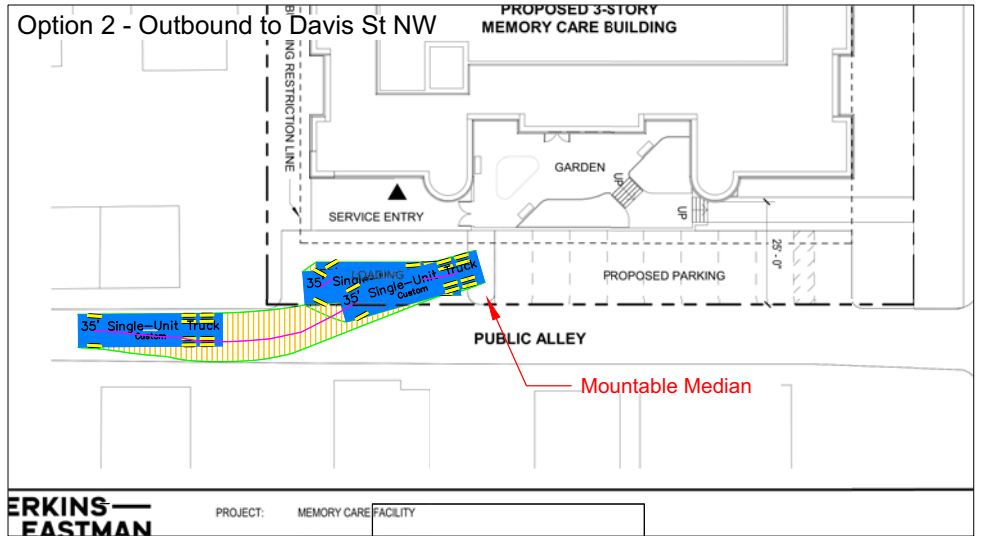 Option 2 - Outbound to Davis St NW
PROPOSED 3-STORY
MEMORY CARE BUILDING
NG RESTRICTION LINE
GARDEN
UP
UP
SERVICE ENTRY
25' - 0"
LOADING
PROPOSED PARKING
35' Single-Unit Truck
35' Single-Unit Truck
Custom
35' Single-Unit Truck
Custom
PUBLIC ALLEY
Mountable Median
ERKINS—
EASTMAN
PROJECT:
MEMORY CARE FACILITY